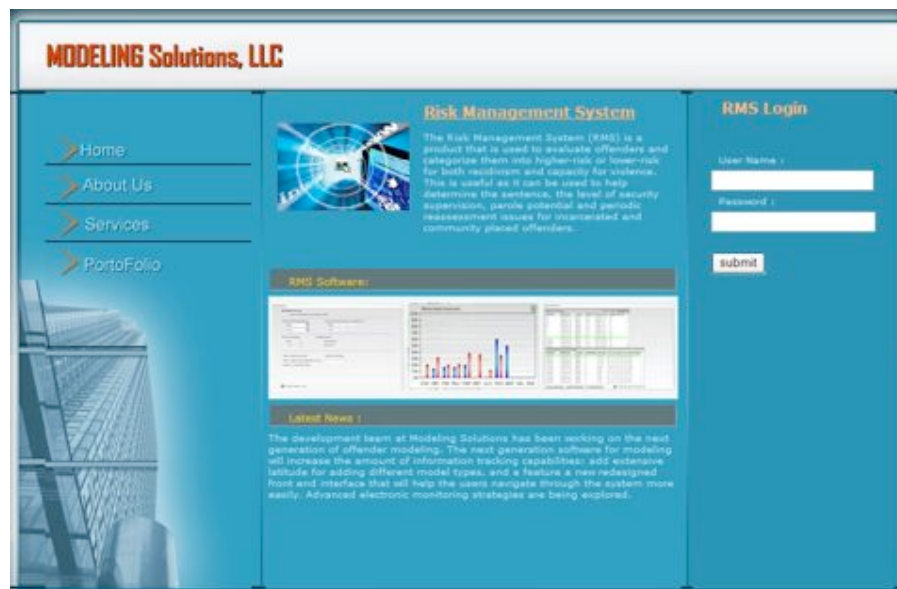 MODELING Solutions, LLC
Home
About Us
Services
PortoFolio
Risk Management System
The Risk Management System (RMS) is a
product that is used to evaluate offenders and
categorize them into higher-risk or lower-risk
for both residivism and capacity for violence.
This is useful as it can be used to help
determine the sentence, the level of security
supervision, parole potential and periodic
reassessment issues for incarcerated and
community placed offenders.
RMS Software:
Latest News :
The development team at Modeling Solutions has been working on the next
generation of offender modeling. The next generation software for modeling
will increase the amount of information tracking capabilities; add extensive
latitude for adding different model types, and a feature a new redesigned
front end interface that will help the users navigate through the system more
easily. Advanced electronic monitoring strategies are being explored.
RMS Login
User Name :
Password :
submit